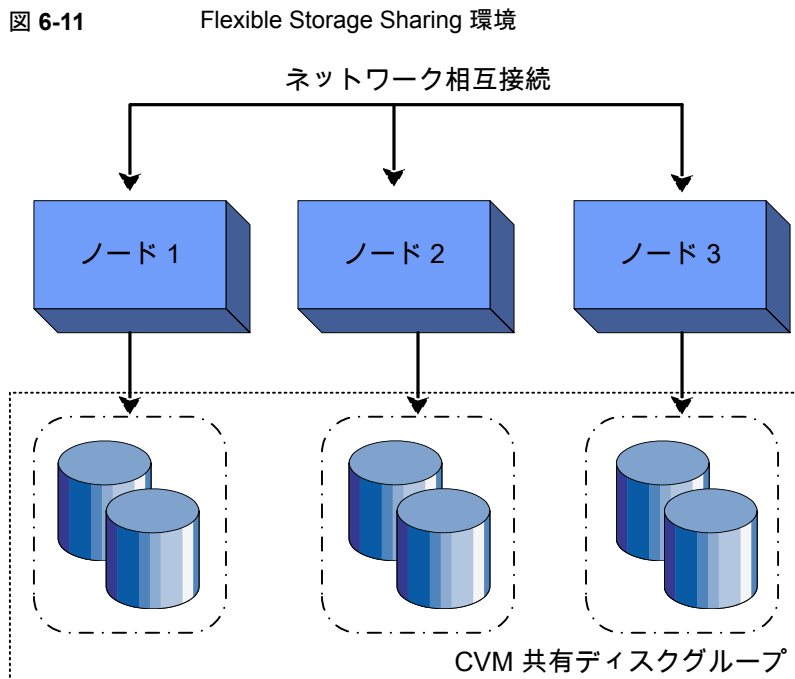 図 6-11 Flexible Storage Sharing 環境
ネットワーク相互接続
ノード 1
ノード 2
ノード 3
CVM 共有ディスクグループ